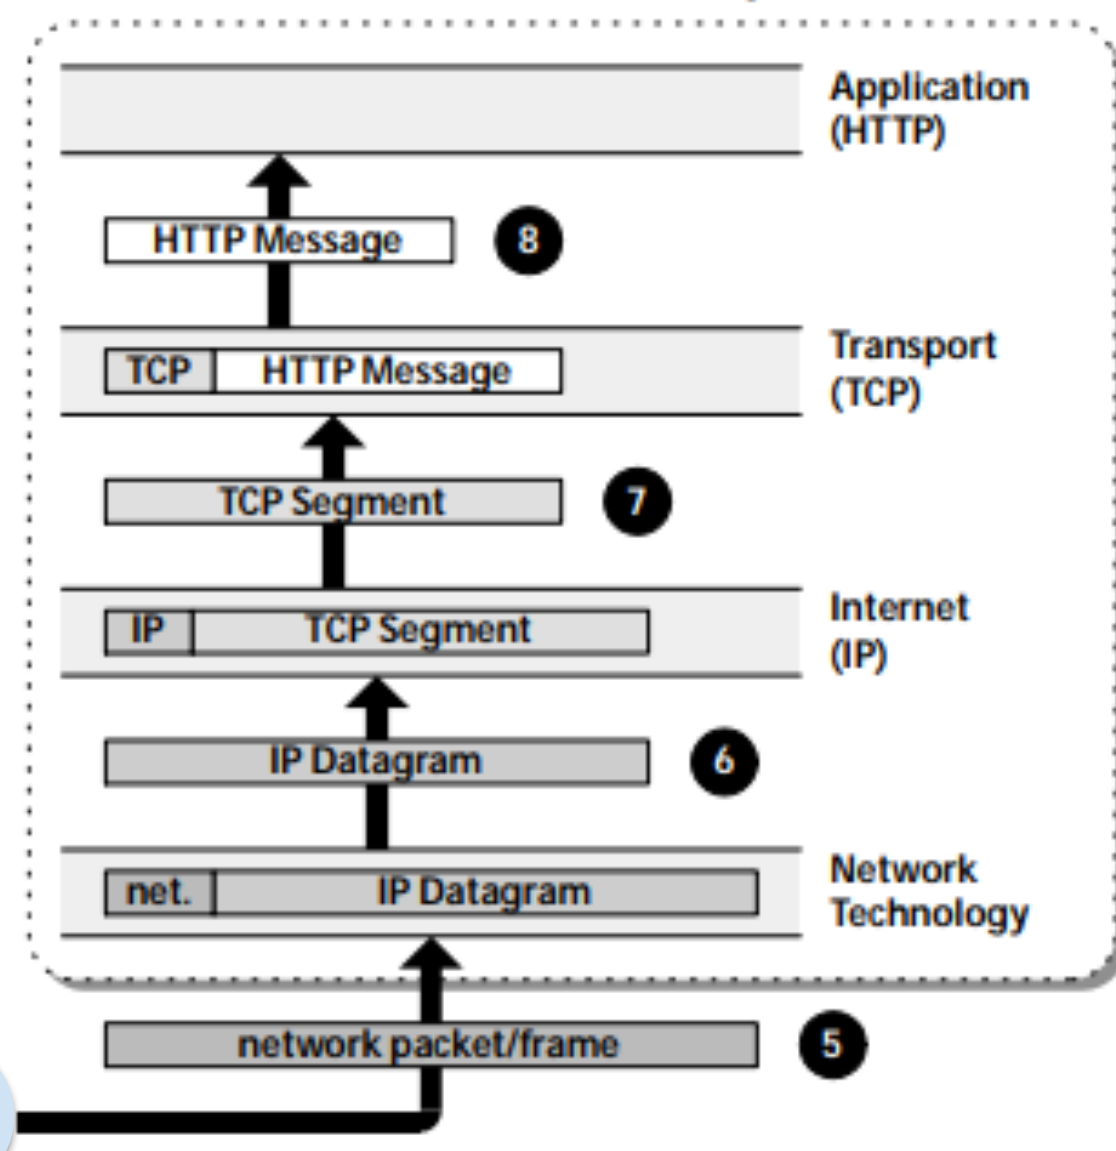 Application
(HTTP)
HTTP Message 8
TCP HTTP Message
Transport
(TCP)
TCP Segment 7
IP TCP Segment
Internet
(IP)
IP Datagram 6
net. IP Datagram
Network
Technology
network packet/frame 5